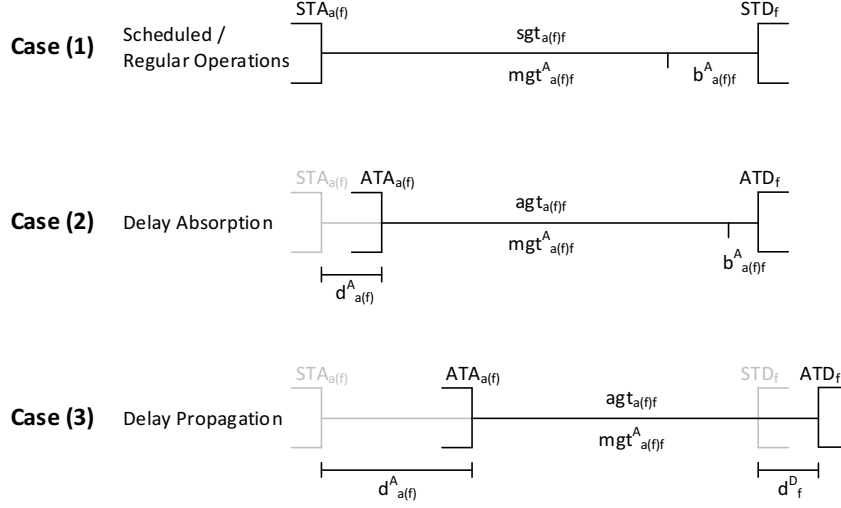 STAa(f) STDf
Case (1) Scheduled / Regular Operations
sgta(f)f
mgtAa(f)f bAa(f)f
STAa(f) ATAa(f) ATDf
Case (2) Delay Absorption
agta(f)f
mgtAa(f)f bAa(f)f
dAa(f)
STAa(f) ATAa(f) STDf ATDf
Case (3) Delay Propagation
agta(f)f
mgtAa(f)f
dAa(f) dDf